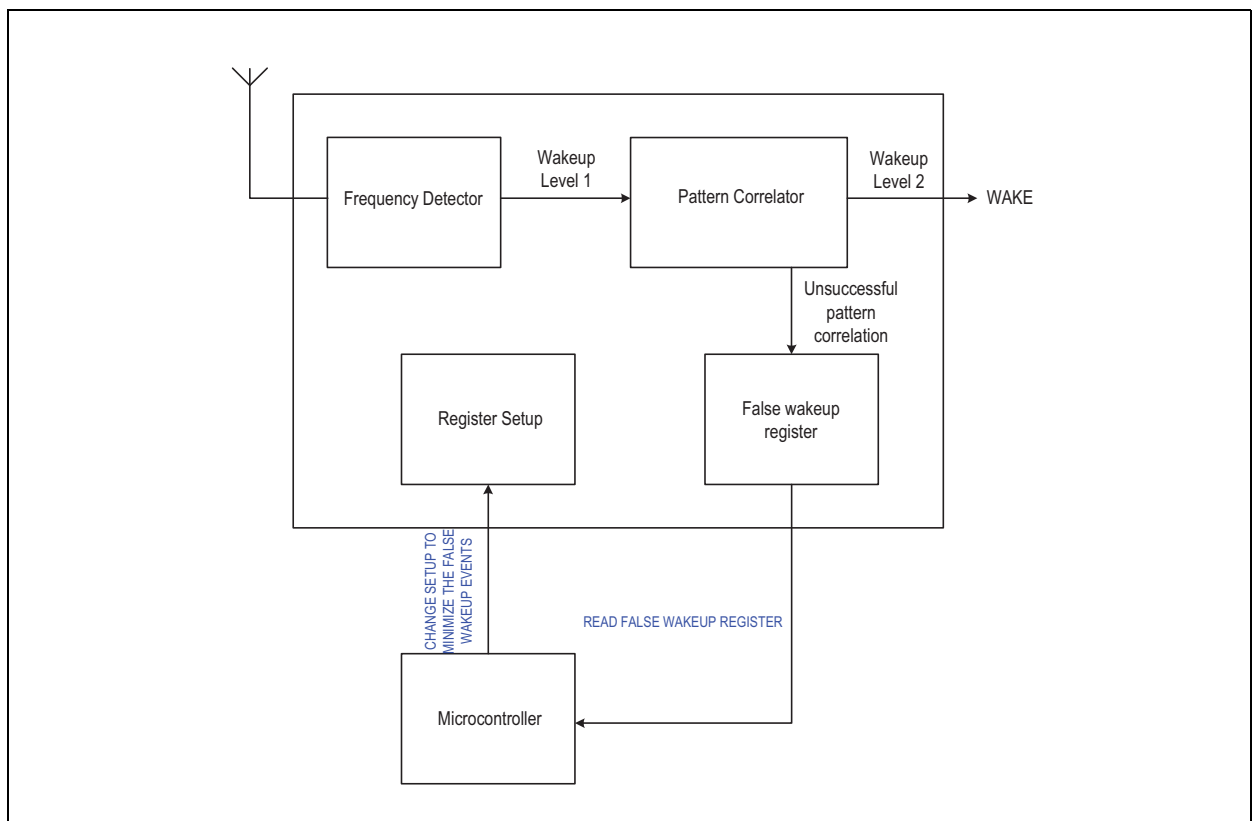 Wakeup
Level 1
Wakeup
Level 2
Frequency Detector
Pattern Correlator
WAKE
Unsuccessful
pattern
correlation
Register Setup
False wakeup
register
CHANGE SETUP TO
MINIMIZE THE FALSE
WAKEUP EVENTS
READ FALSE WAKEUP REGISTER
Microcontroller